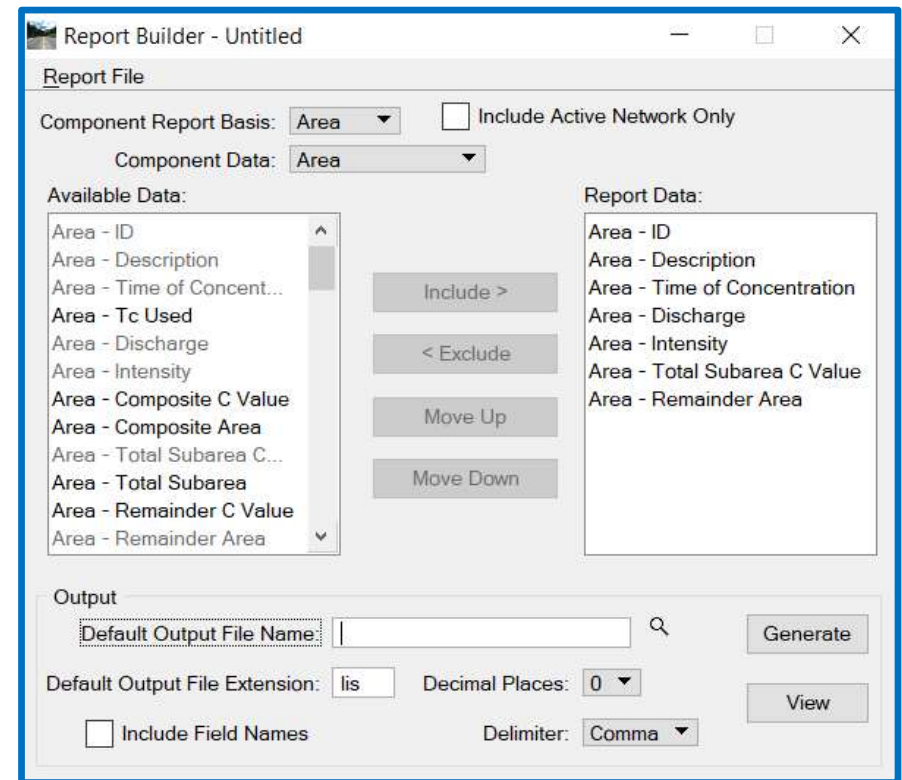 Report Builder - Untitled
Report File
Component Report Basis: Area
Include Active Network Only
Component Data: Area
Available Data:
Area - ID
Area - Description
Area - Time of Concent...
Area - Tc Used
Area - Discharge
Area - Intensity
Area - Composite C Value
Area - Composite Area
Area - Total Subarea C...
Area - Total Subarea
Area - Remainder C Value
Area - Remainder Area
Include >
< Exclude
Move Up
Move Down
Report Data:
Area - ID
Area - Description
Area - Time of Concentration
Area - Discharge
Area - Intensity
Area - Total Subarea C Value
Area - Remainder Area
Output
Default Output File Name:
Generate
Default Output File Extension: lis
Decimal Places: 0
View
Include Field Names
Delimiter: Comma